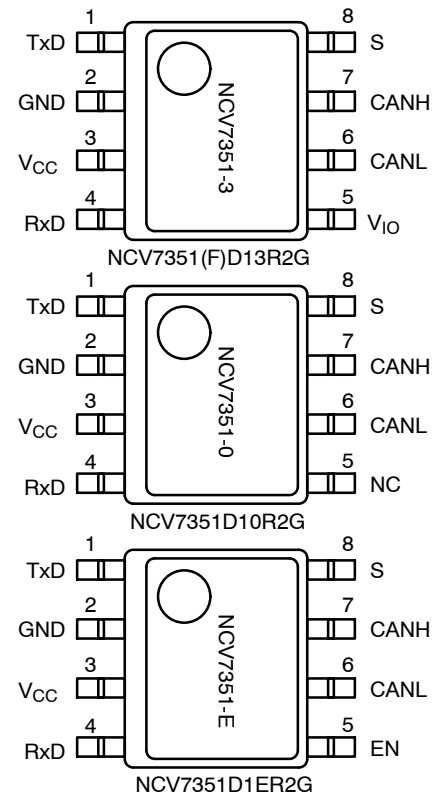 1 8
TxD S
2 7
GND CANH
3 6
VCC CANL
4 5
RxD VIO
NCV7351-3
NCV7351(F)D13R2G
1 8
TxD S
2 7
GND CANH
3 6
VCC CANL
4 5
RxD NC
NCV7351-0
NCV7351D10R2G
1 8
TxD S
2 7
GND CANH
3 6
VCC CANL
4 5
RxD EN
NCV7351-E
NCV7351D1ER2G